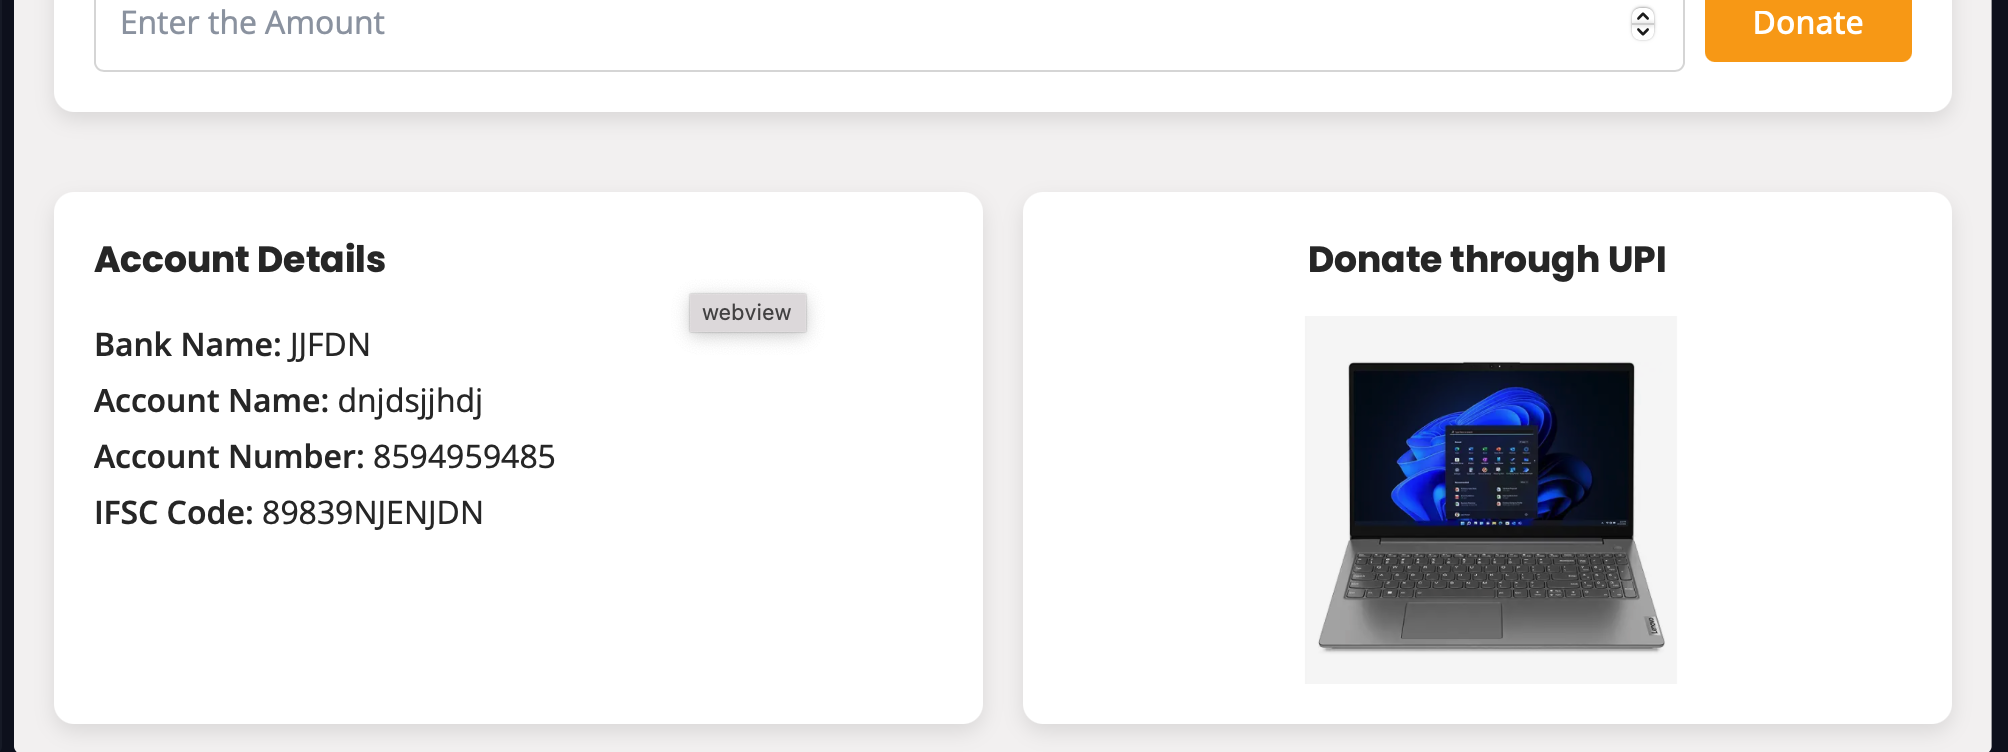 Enter the Amount
Donate
Account Details
webview
Bank Name: JJFDN
Account Name: dnjdsjjhdj
Account Number: 8594959485
IFSC Code: 89839NJENJDN
Donate through UPI
Lenovo